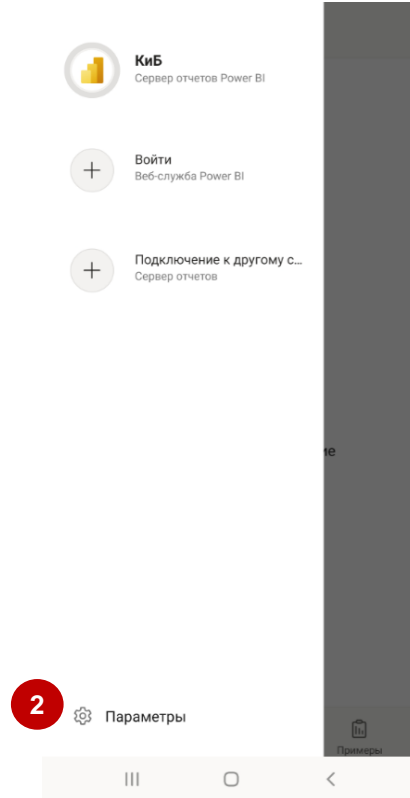 КиБ
Сервер отчетов Power BI
Войти
Веб-служба Power BI
Подключение к другому с...
Сервер отчетов
ие
2
Параметры
Примеры